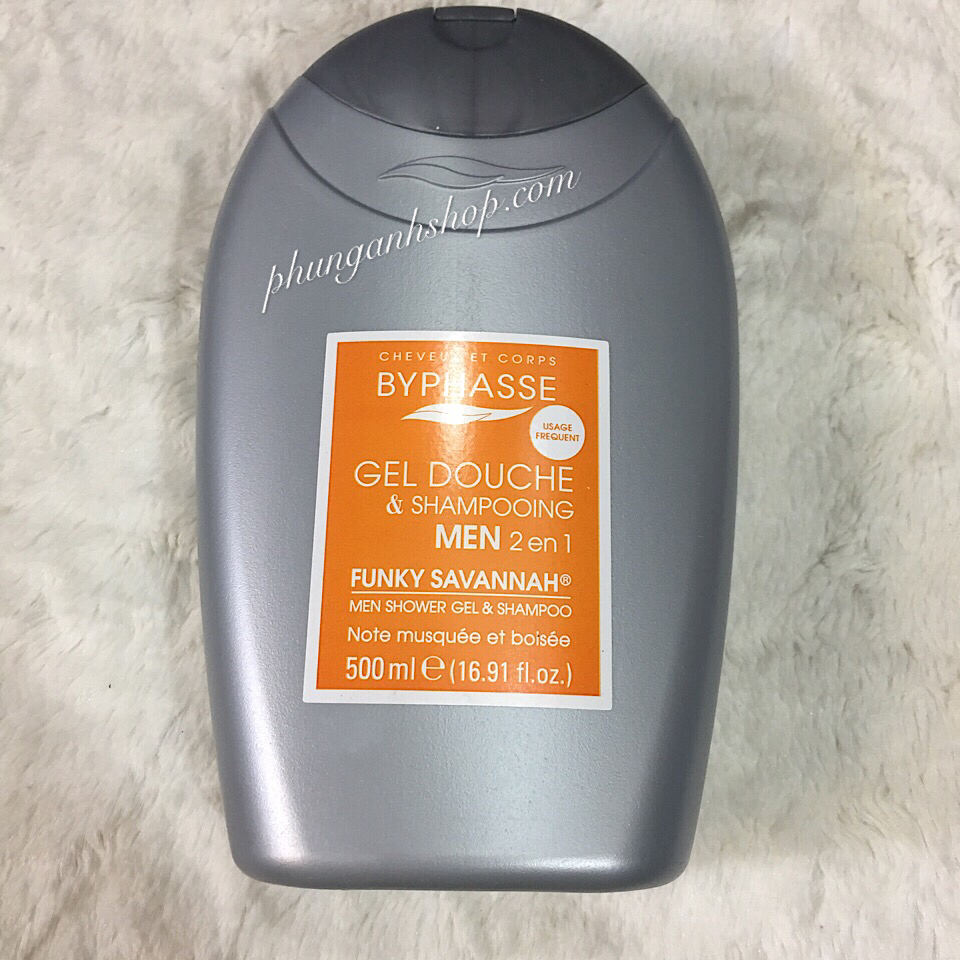 phunganhshop.com
CHEVEUX ET CORPS
BYPHASSE
USAGE
FREQUENT
GEL DOUCHE
& SHAMPOOING
MEN 2 en 1
FUNKY SAVANNAH®
MEN SHOWER GEL & SHAMPOO
Note musquée et boisée
500 ml ℮ (16.91 fl.oz.)